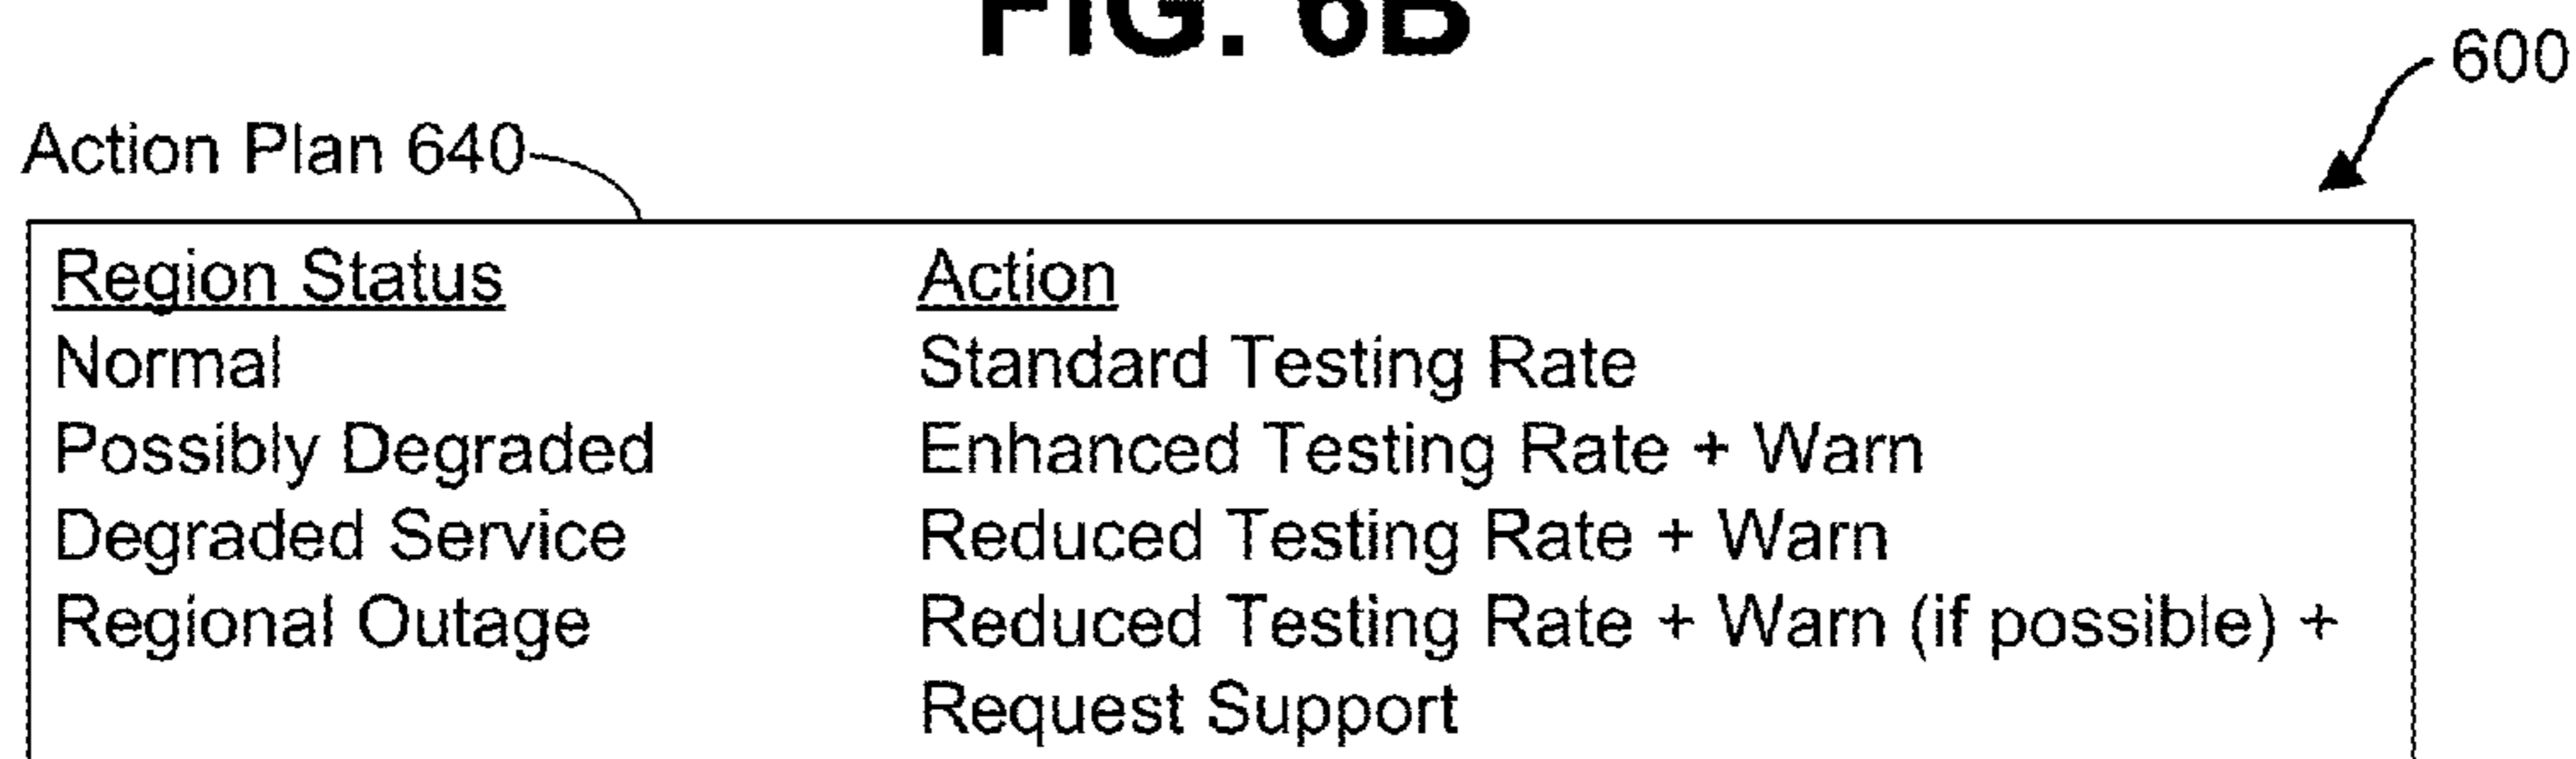 FIG. 6B
600
Action Plan 640
Region Status Action
Normal Standard Testing Rate
Possibly Degraded Enhanced Testing Rate + Warn
Degraded Service Reduced Testing Rate + Warn
Regional Outage Reduced Testing Rate + Warn (if possible) +
Request Support